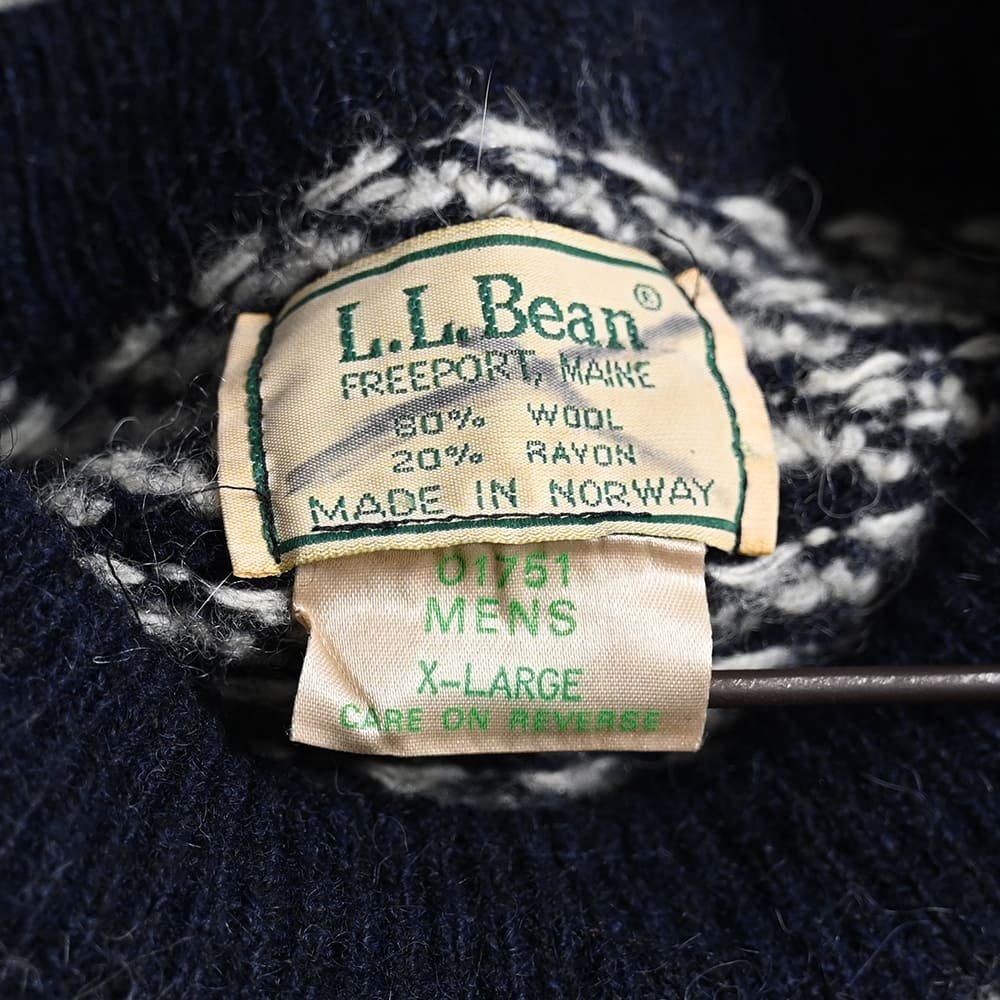 L.L.Bean®
FREEPORT, MAINE
80% WOOL
20% RAYON
MADE IN NORWAY
01751
MENS
X-LARGE
CARE ON REVERSE